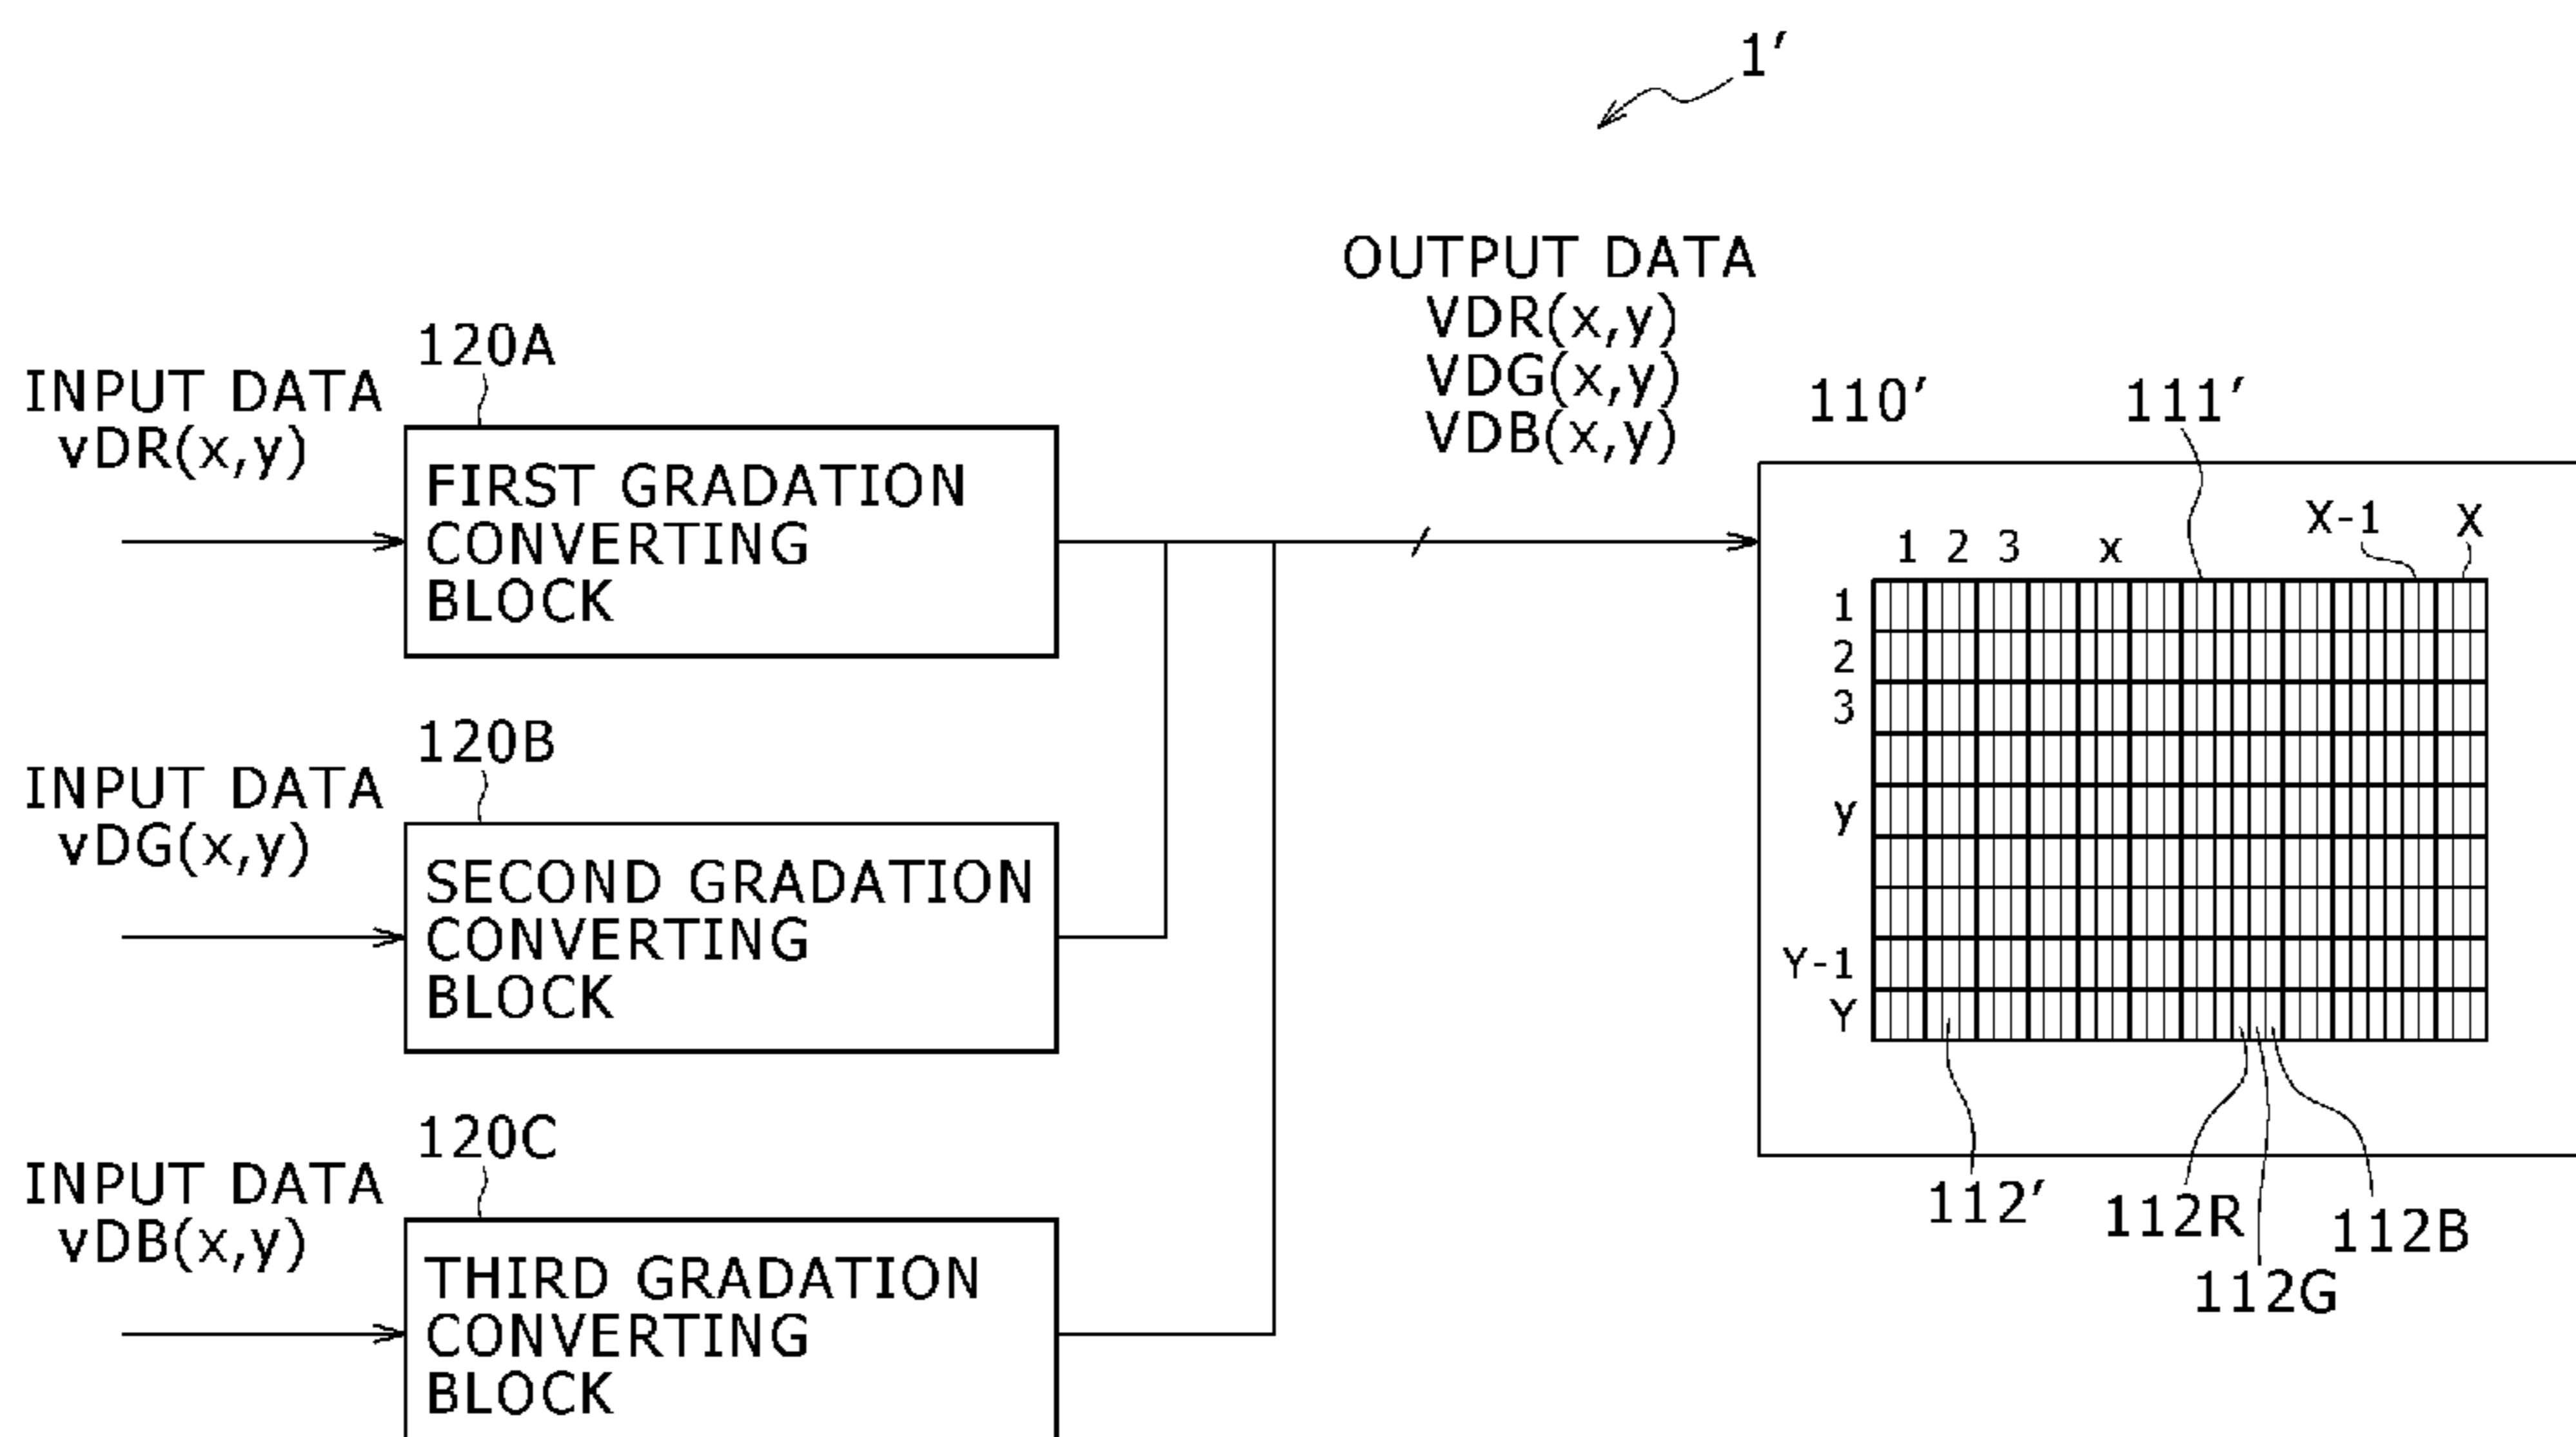 1′
OUTPUT DATA
VDR(x,y)
VDG(x,y)
VDB(x,y)
120A
INPUT DATA
vDR(x,y)
FIRST GRADATION
CONVERTING
BLOCK
120B
INPUT DATA
vDG(x,y)
SECOND GRADATION
CONVERTING
BLOCK
120C
INPUT DATA
vDB(x,y)
THIRD GRADATION
CONVERTING
BLOCK
110′
111′
1 2 3 x X-1 X
1
2
3
y
Y-1
Y
112′
112R
112G
112B